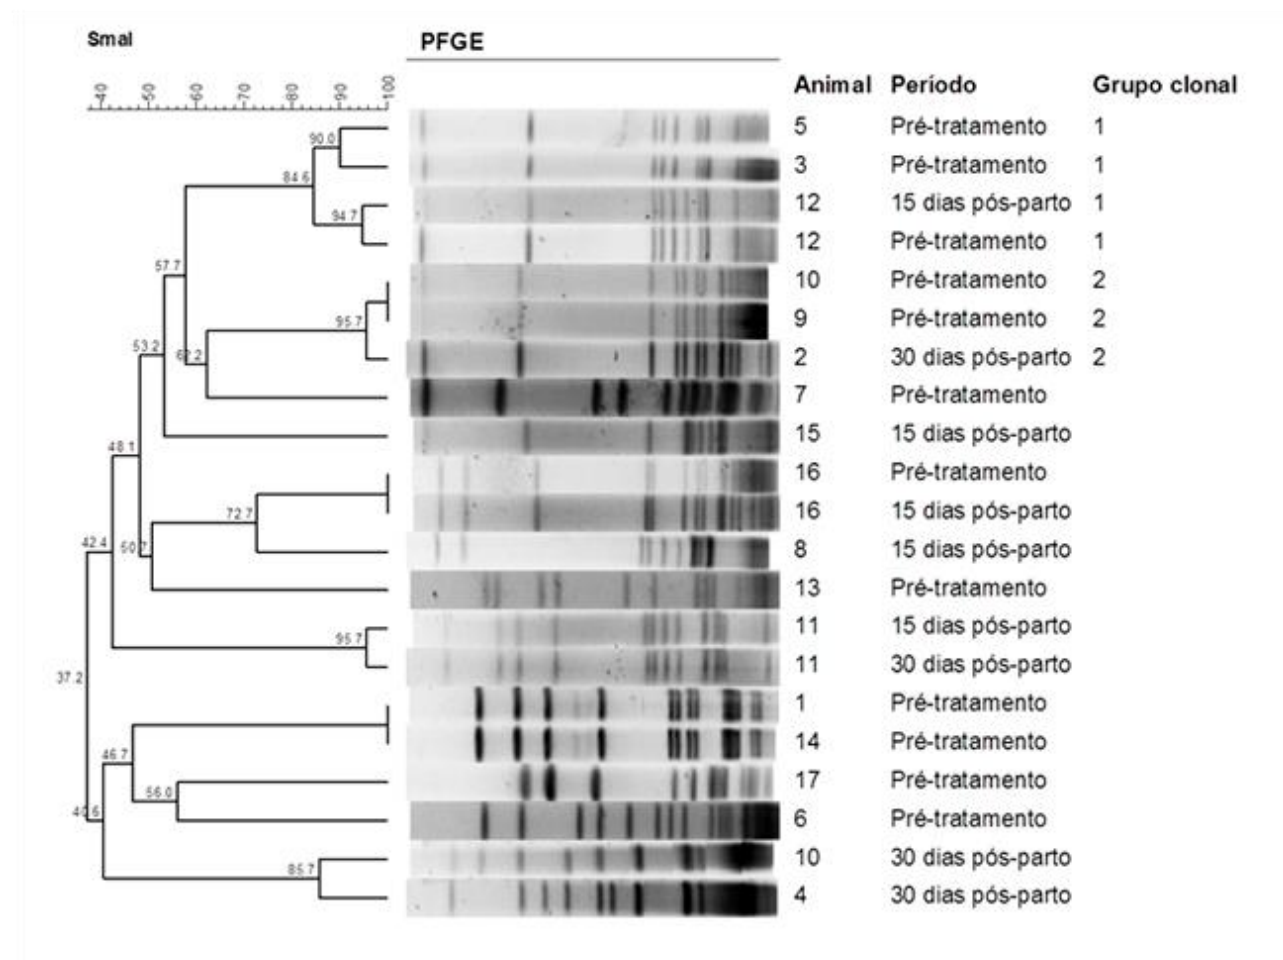 SmaI
PFGE
40 50 60 70 80 90 100
Animal Período Grupo clonal
5 Pré-tratamento 1
90.0
3 Pré-tratamento 1
84.6
12 15 dias pós-parto 1
94.7
12 Pré-tratamento 1
57.7
10 Pré-tratamento 2
95.7
9 Pré-tratamento 2
53.2
62.2
2 30 dias pós-parto 2
7 Pré-tratamento
15 15 dias pós-parto
48.1
16 Pré-tratamento
72.7
16 15 dias pós-parto
42.4
50.7
8 15 dias pós-parto
13 Pré-tratamento
95.7
11 15 dias pós-parto
11 30 dias pós-parto
37.2
1 Pré-tratamento
14 Pré-tratamento
46.7
17 Pré-tratamento
56.0
40.6
6 Pré-tratamento
10 30 dias pós-parto
85.7
4 30 dias pós-parto